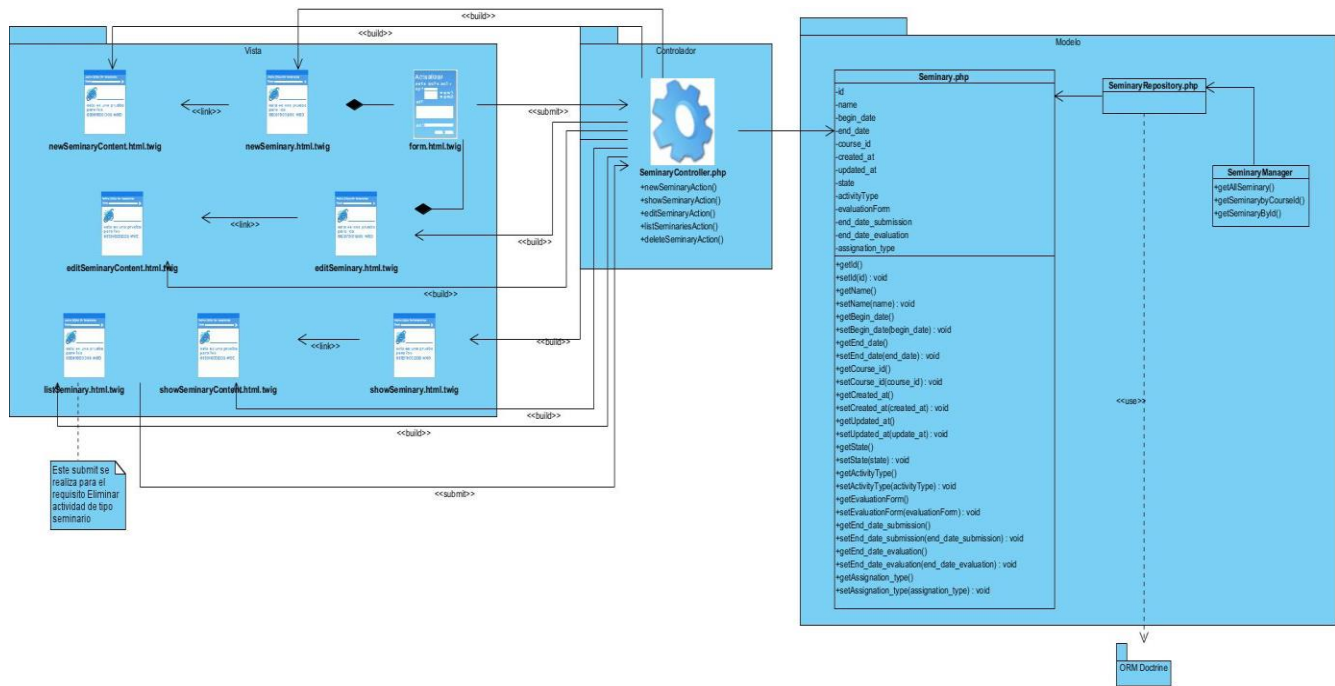 <<build>>
<<build>>
Vista
Controlador
Modelo
Actualizar
<<link>>
<<submit>>
newSeminaryContent.html.twig
newSeminary.html.twig
form.html.twig
SeminaryController.php
+newSeminaryAction()
+showSeminaryAction()
+editSeminaryAction()
+listSeminariesAction()
+deleteSeminaryAction()
<<link>>
<<build>>
editSeminaryContent.html.twig
editSeminary.html.twig
<<build>>
<<link>>
<<build>>
listSeminary.html.twig
showSeminaryContent.html.twig
showSeminary.html.twig
<<build>>
<<build>>
Este submit se
realiza para el
requisito Eliminar
actividad de tipo
seminario
<<submit>>
Seminary.php
-id
-name
-begin_date
-end_date
-course_id
-created_at
-updated_at
-state
-activityType
-evaluationForm
-end_date_submission
-end_date_evaluation
-assignation_type
+getId()
+setId(id) : void
+getName()
+setName(name) : void
+getBegin_date()
+setBegin_date(begin_date) : void
+getEnd_date()
+setEnd_date(end_date) : void
+getCourse_id()
+setCourse_id(course_id) : void
+getCreated_at()
+setCreated_at(created_at) : void
+getUpdated_at()
+setUpdated_at(update_at) : void
+getState()
+setState(state) : void
+getActivityType()
+setActivityType(activityType) : void
+getEvaluationForm()
+setEvaluationForm(evaluationForm) : void
+getEnd_date_submission()
+setEnd_date_submission(end_date_submission) : void
+getEnd_date_evaluation()
+setEnd_date_evaluation(end_date_evaluation) : void
+getAssignation_type()
+setAssignation_type(assignation_type) : void
SeminaryRepository.php
SeminaryManager
+getAllSeminary()
+getSeminarybyCourseId()
+getSeminaryById()
<<use>>
ORM Doctrine